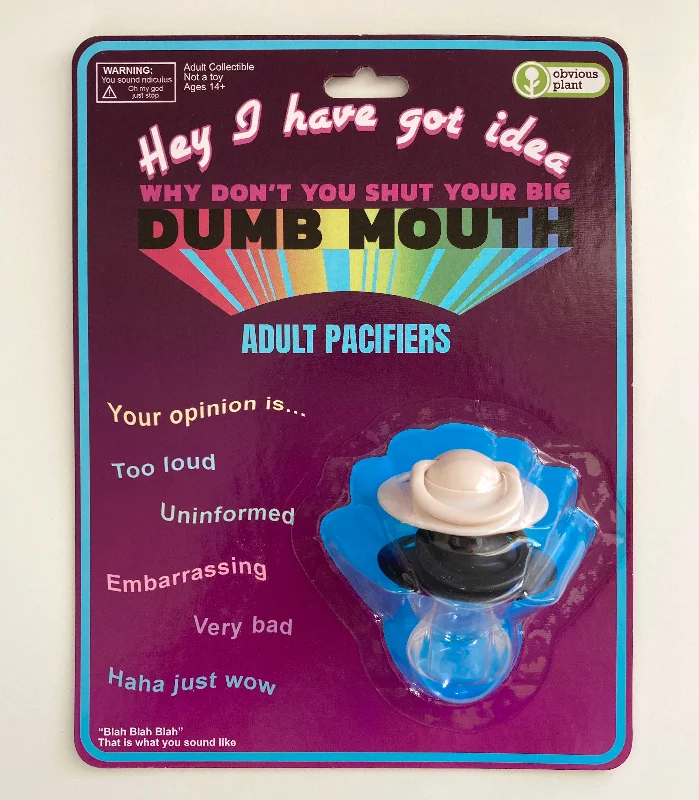 WARNING:
You sound ridiculus
Oh my god
just stop
Adult Collectible
Not a toy
Ages 14+
obvious
plant
Hey I have got idea
WHY DON'T YOU SHUT YOUR BIG
DUMB MOUTH
ADULT PACIFIERS
Your opinion is...
Too loud
Uninformed
Embarrassing
Very bad
Haha just wow
"Blah Blah Blah"
That is what you sound like